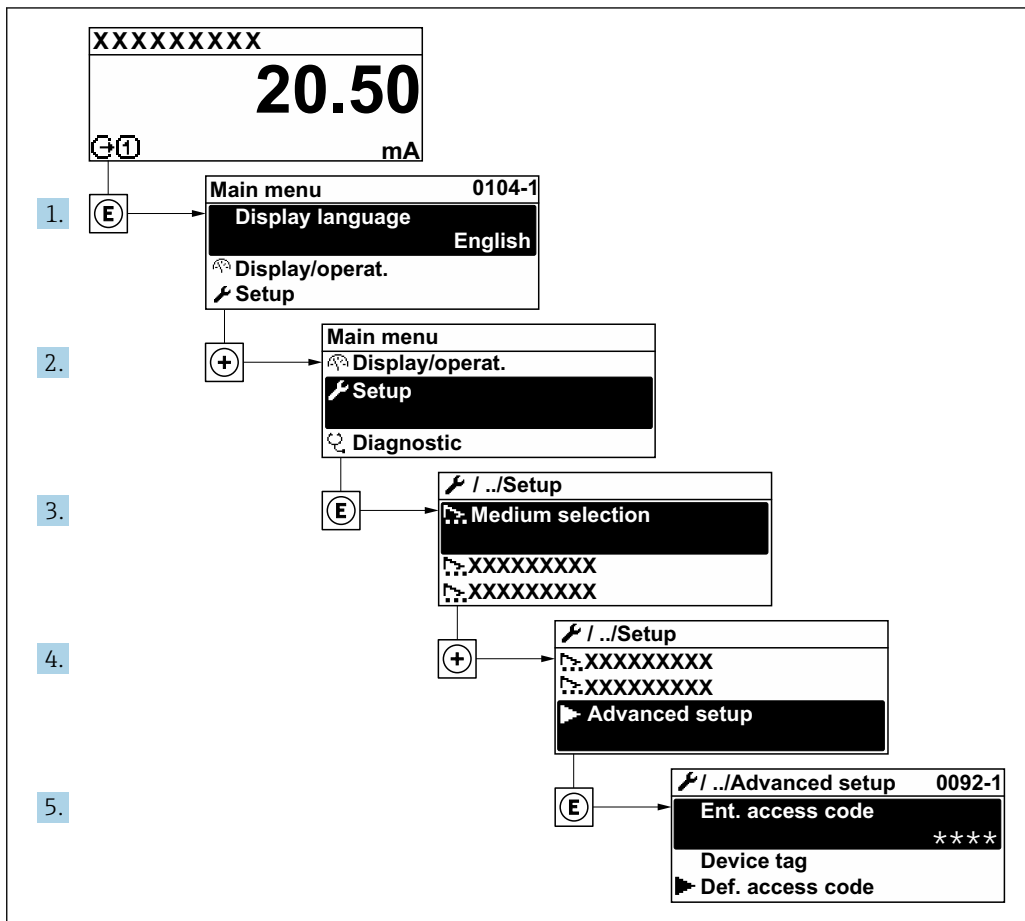 XXXXXXXXX
20.50
1 mA
1. E Main menu 0104-1
Display language
English
Display/operat.
Setup
2. + Main menu
Display/operat.
Setup
Diagnostic
3. E / ../Setup
Medium selection
XXXXXXXXX
XXXXXXXXX
4. + / ../Setup
XXXXXXXXX
XXXXXXXXX
Advanced setup
5. E / ../Advanced setup 0092-1
Ent. access code
****
Device tag
Def. access code